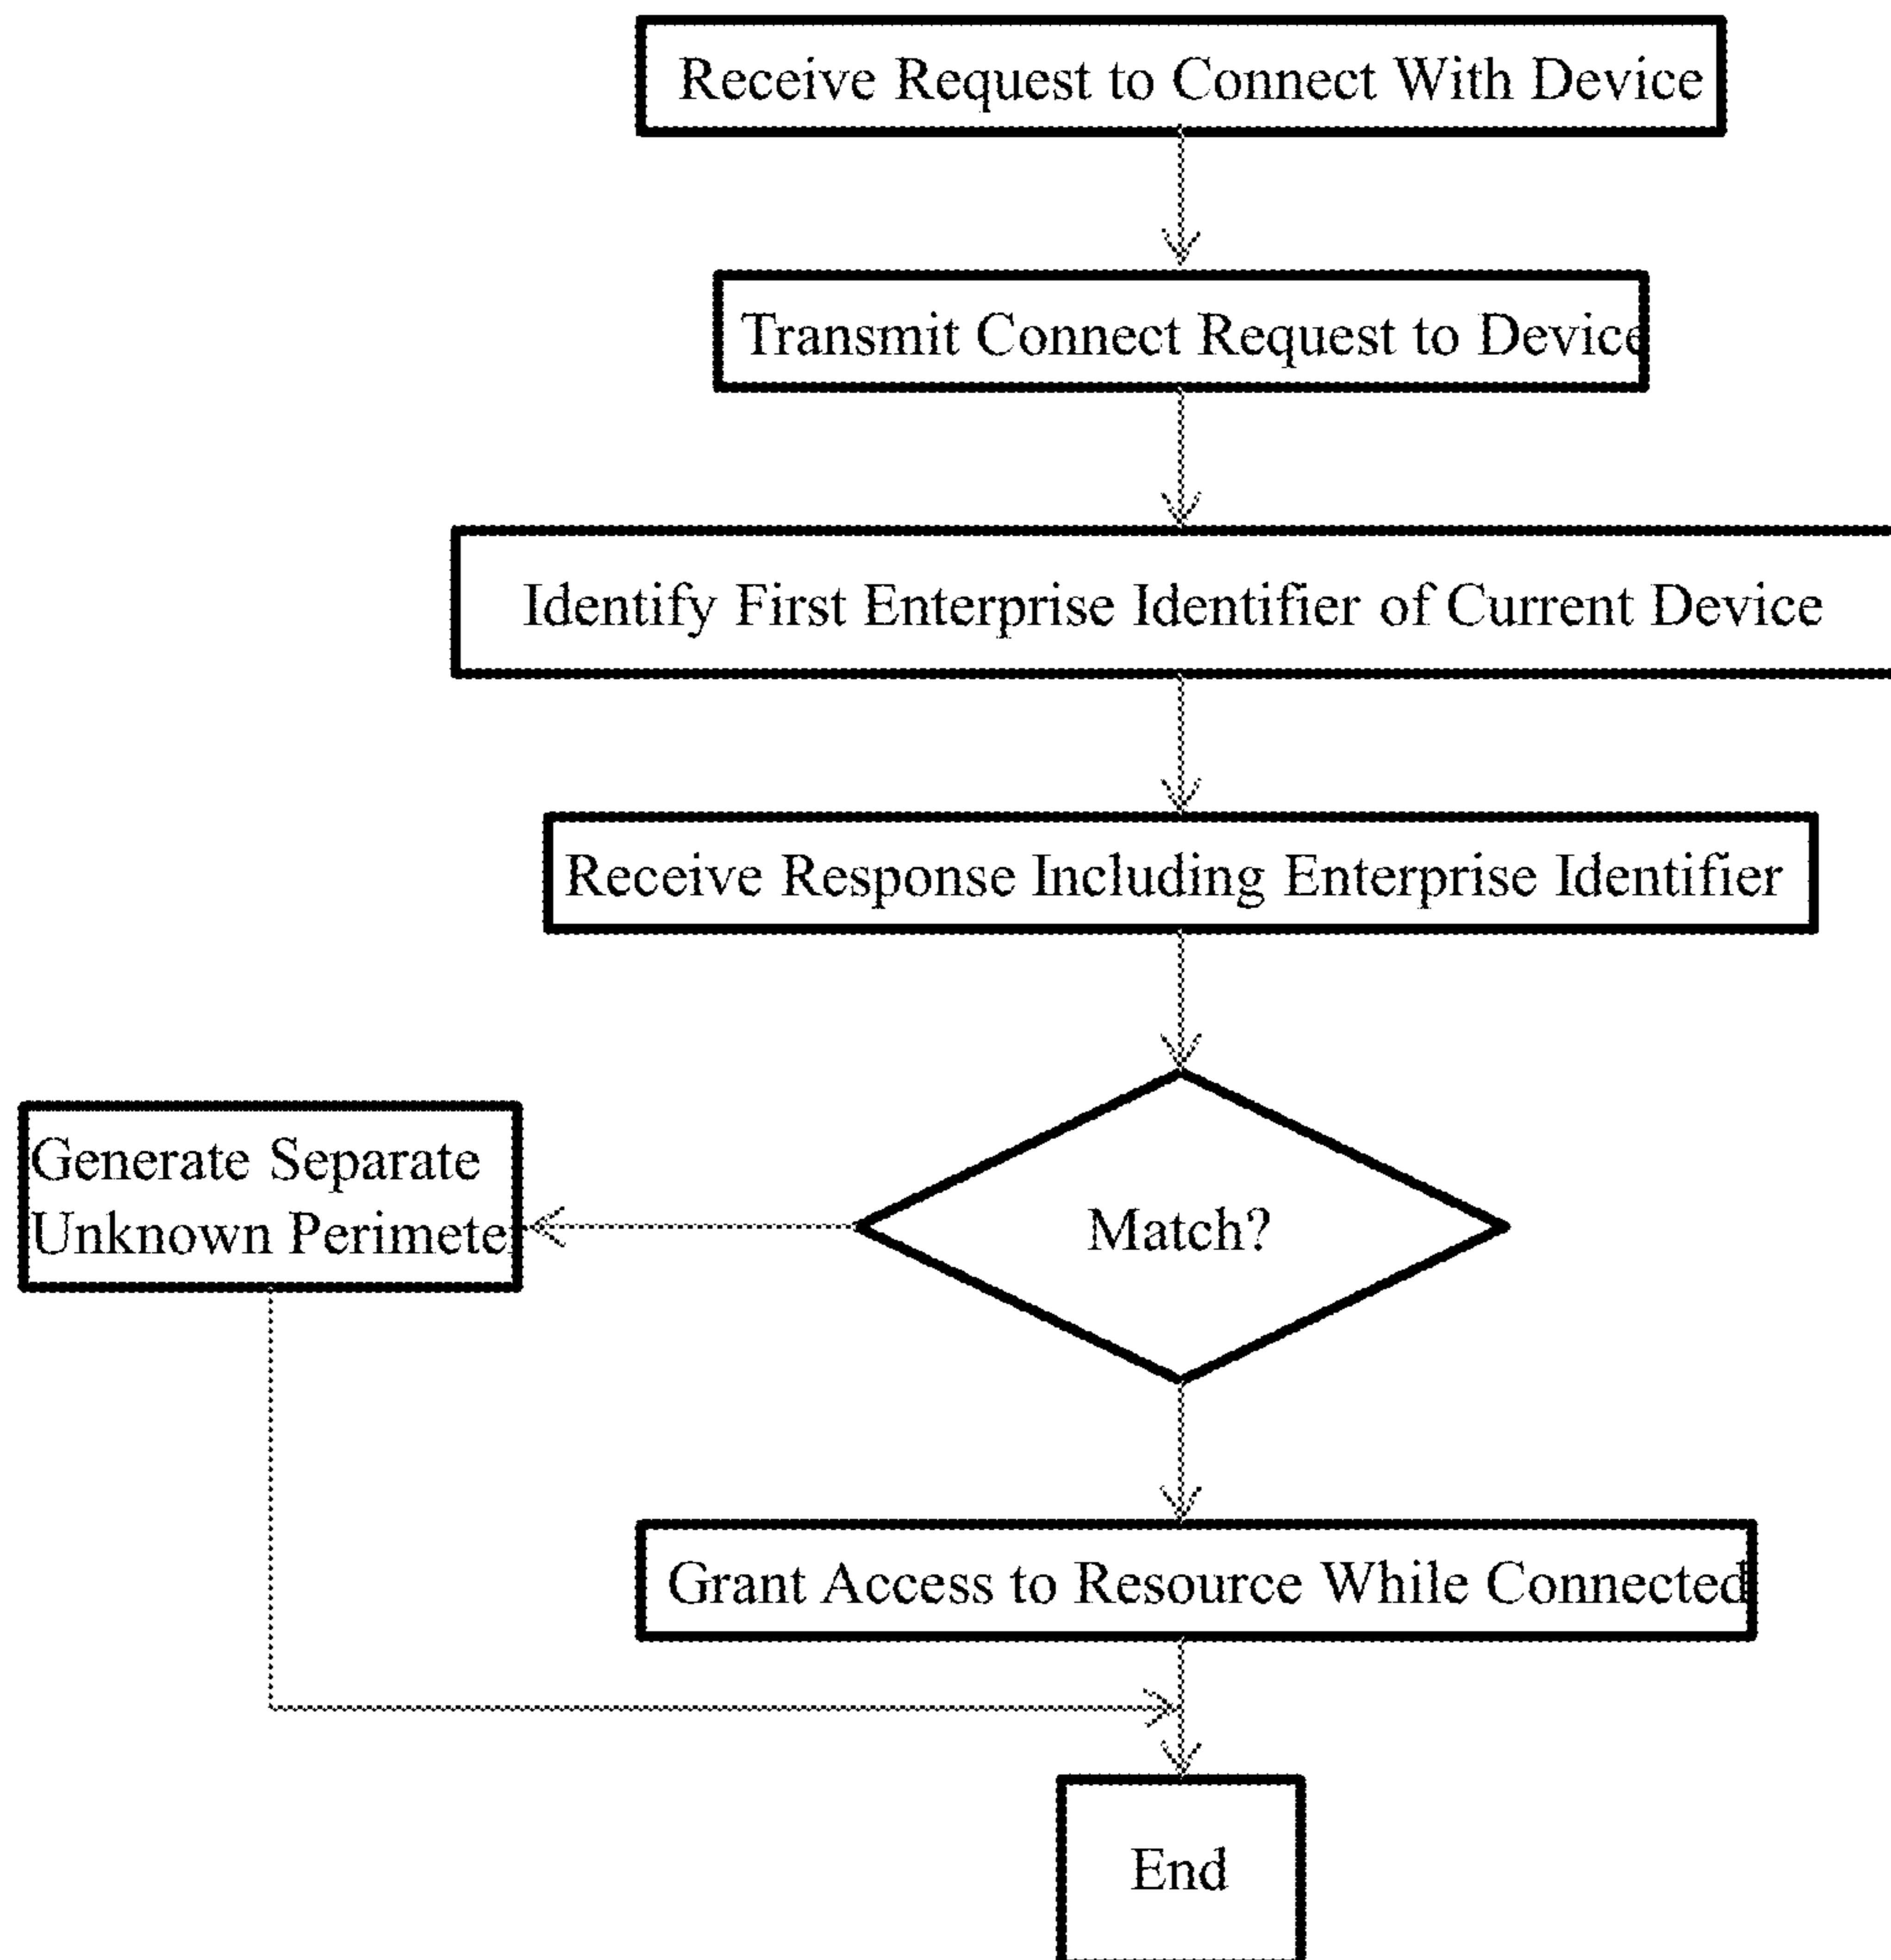 Receive Request to Connect With Device
Transmit Connect Request to Device
Identify First Enterprise Identifier of Current Device
Receive Response Including Enterprise Identifier
Generate Separate
Unknown Perimeter
Match?
Grant Access to Resource While Connected
End